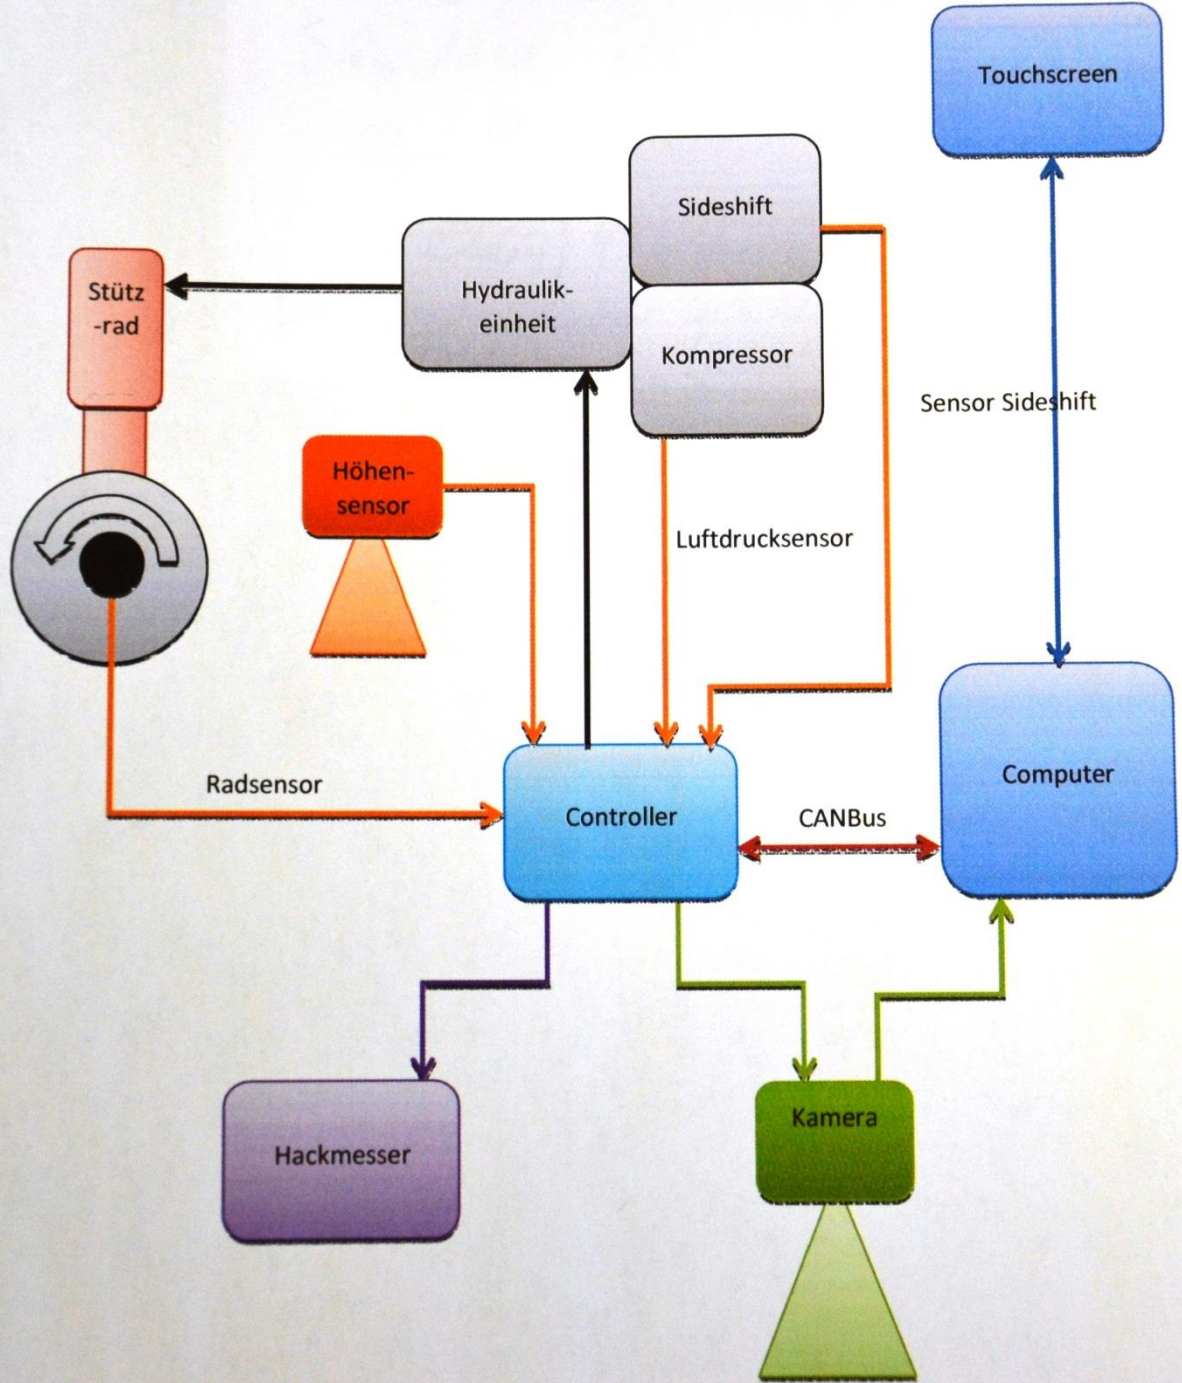 Touchscreen
Sideshift
Stütz
-rad
Hydraulik-
einheit
Kompressor
Sensor Sideshift
Höhen-
sensor
Luftdrucksensor
Radsensor
Controller
CANBus
Computer
Hackmesser
Kamera